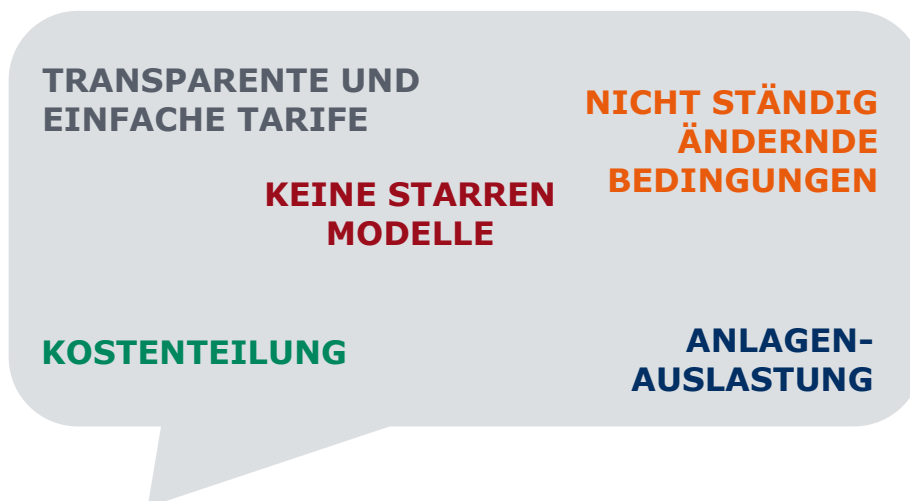 TRANSPARENTE UND
EINFACHE TARIFE
NICHT STÄNDIG
ÄNDERNDE
BEDINGUNGEN
KEINE STARREN
MODELLE
KOSTENTEILUNG
ANLAGEN-
AUSLASTUNG